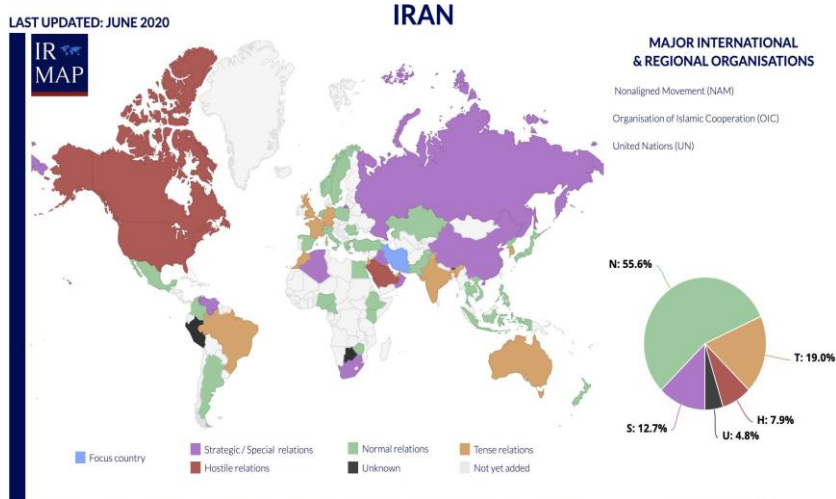 LAST UPDATED: JUNE 2020
IRAN
IR
MAP
MAJOR INTERNATIONAL
& REGIONAL ORGANISATIONS
Nonaligned Movement (NAM)
Organisation of Islamic Cooperation (OIC)
United Nations (UN)
N: 55.6%
T: 19.0%
H: 7.9%
U: 4.8%
S: 12.7%
Focus country
Strategic / Special relations
Normal relations
Tense relations
Hostile relations
Unknown
Not yet added